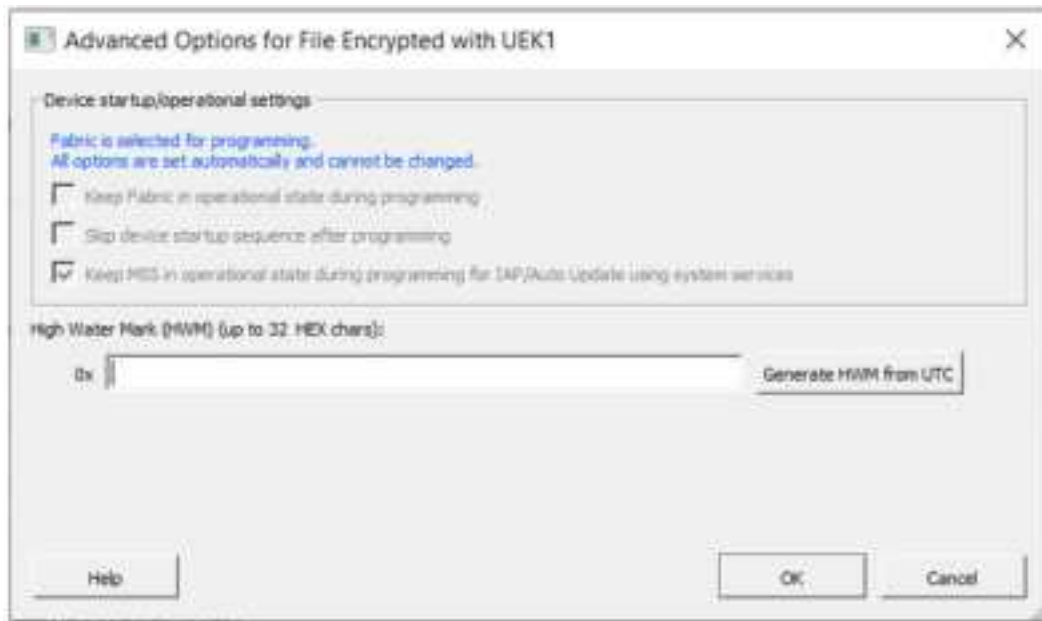 Advanced Options for File Encrypted with UEK1
Device startup/operational settings
Fabric is selected for programming.
All options are set automatically and cannot be changed.
Keep Fabric in operational state during programming
Skip device startup sequence after programming
Keep MSS in operational state during programming for IAP/Auto Update using system services
High Water Mark (HWM) (up to 32 HEX chars):
0x
Generate HWM from UTC
Help
OK
Cancel